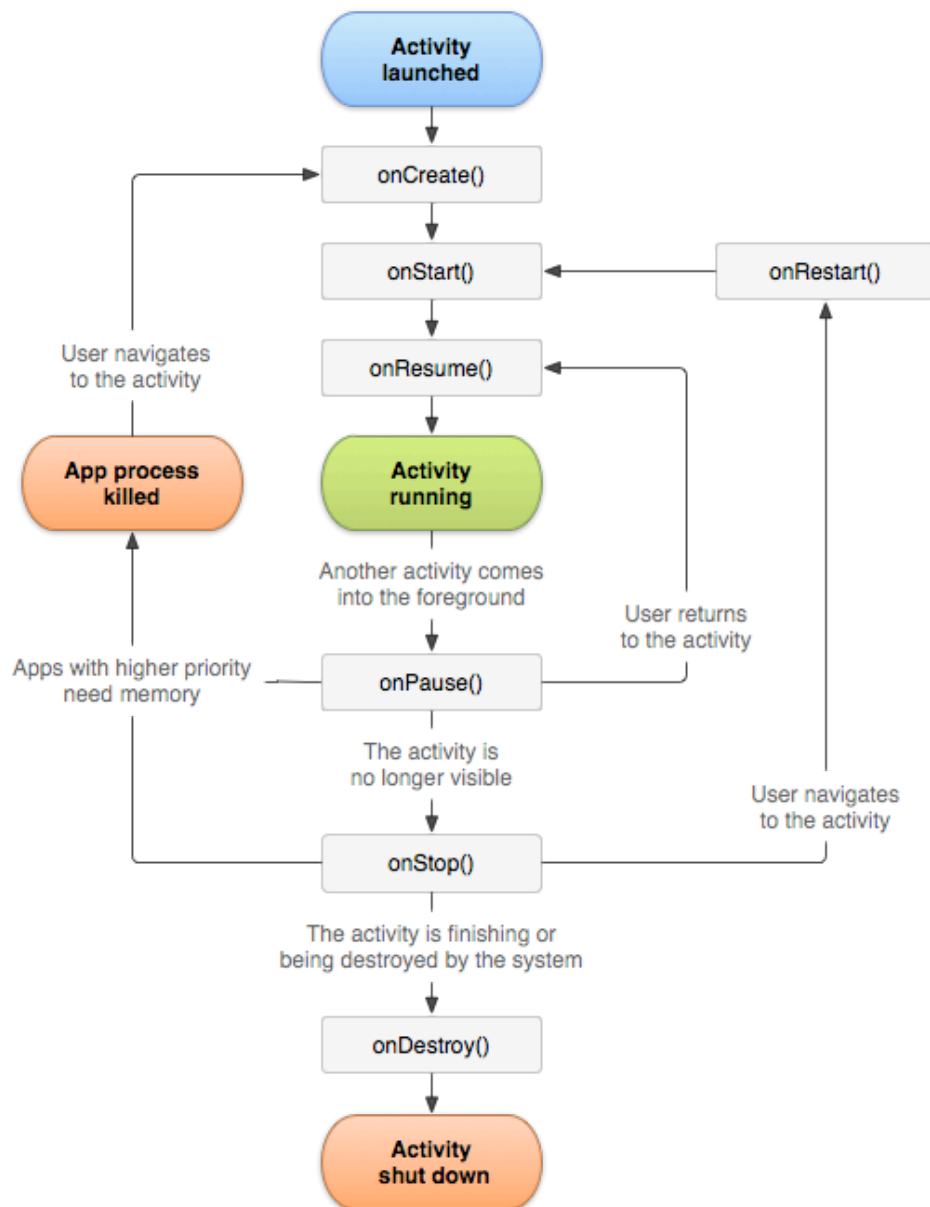 Activity
launched
onCreate()
onStart()
onRestart()
User navigates
to the activity
onResume()
App process
killed
Activity
running
Another activity comes
into the foreground
User returns
to the activity
Apps with higher priority
need memory
onPause()
The activity is
no longer visible
User navigates
to the activity
onStop()
The activity is finishing or
being destroyed by the system
onDestroy()
Activity
shut down